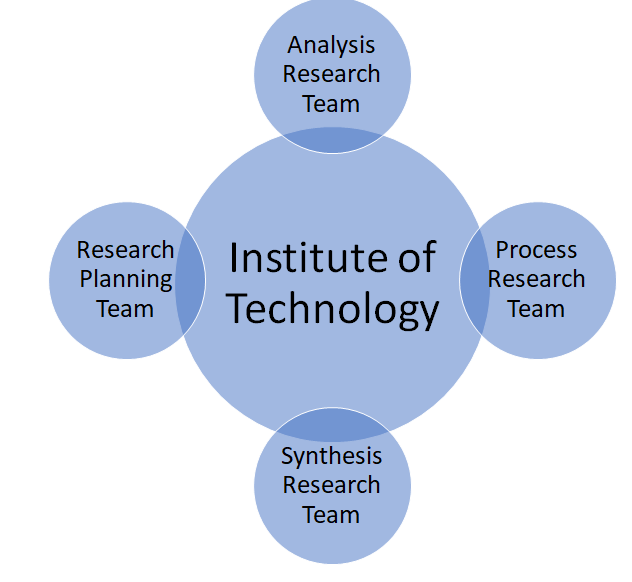 Analysis
Research
Team
Research
Planning
Team
Institute of
Technology
Process
Research
Team
Synthesis
Research
Team